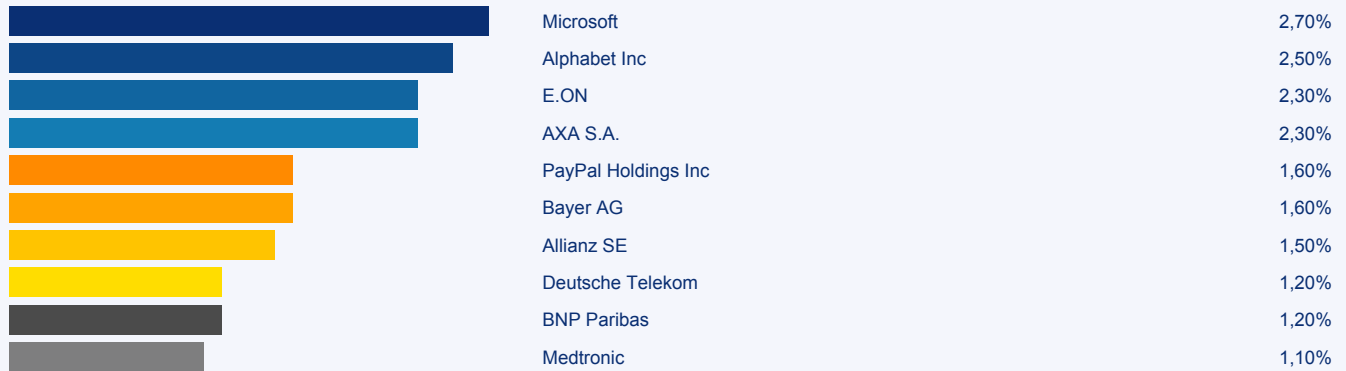 Microsoft 2,70%
Alphabet Inc 2,50%
E.ON 2,30%
AXA S.A. 2,30%
PayPal Holdings Inc 1,60%
Bayer AG 1,60%
Allianz SE 1,50%
Deutsche Telekom 1,20%
BNP Paribas 1,20%
Medtronic 1,10%